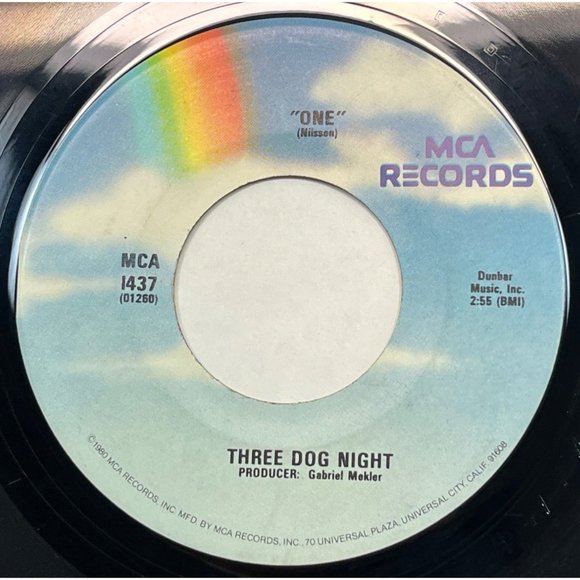 "ONE"
(Nilsson)
MCA
RECORDS
MCA
1437
(01260)
Dunbar
Music, Inc.
2:55 (BMI)
THREE DOG NIGHT
PRODUCER: Gabriel Mekler
©1980 MCA RECORDS, INC. MFD. BY MCA RECORDS, INC., 70 UNIVERSAL PLAZA, UNIVERSAL CITY, CALIF. 91608